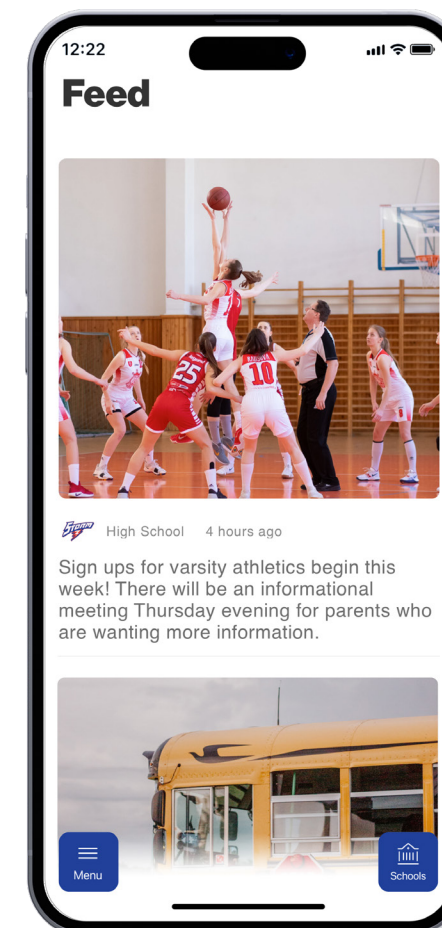 12:22
Feed
25
10
STORM
High School 4 hours ago
Sign ups for varsity athletics begin this
week! There will be an informational
meeting Thursday evening for parents who
are wanting more information.
Menu
Schools